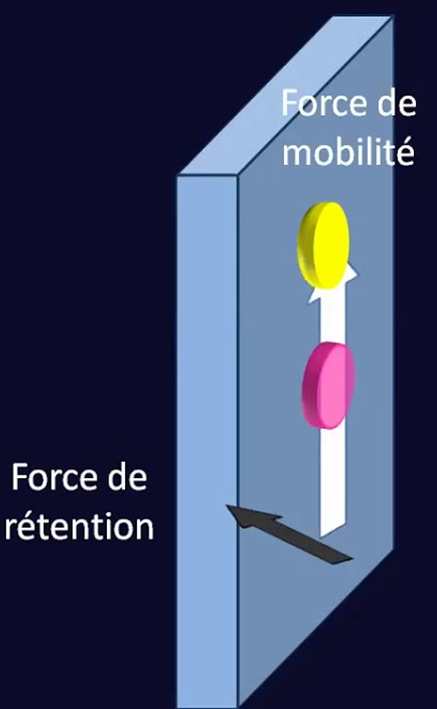 Force de
mobilité
Force de
rétention